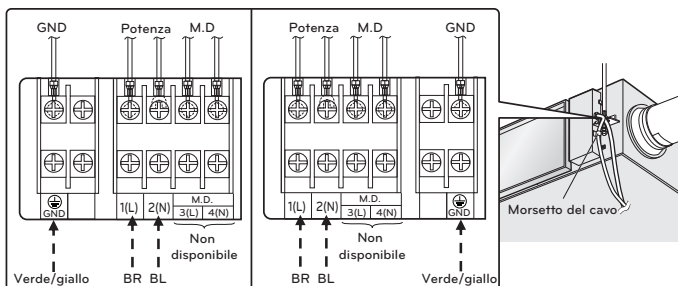 GND Potenza M.D
1(L) 2(N) M.D.
3(L) 4(N)
GND
Non
disponibile
Verde/giallo BR BL
Potenza M.D GND
1(L) 2(N) M.D.
3(L) 4(N)
GND
Non
disponibile
BR BL Verde/giallo
Morsetto del cavo